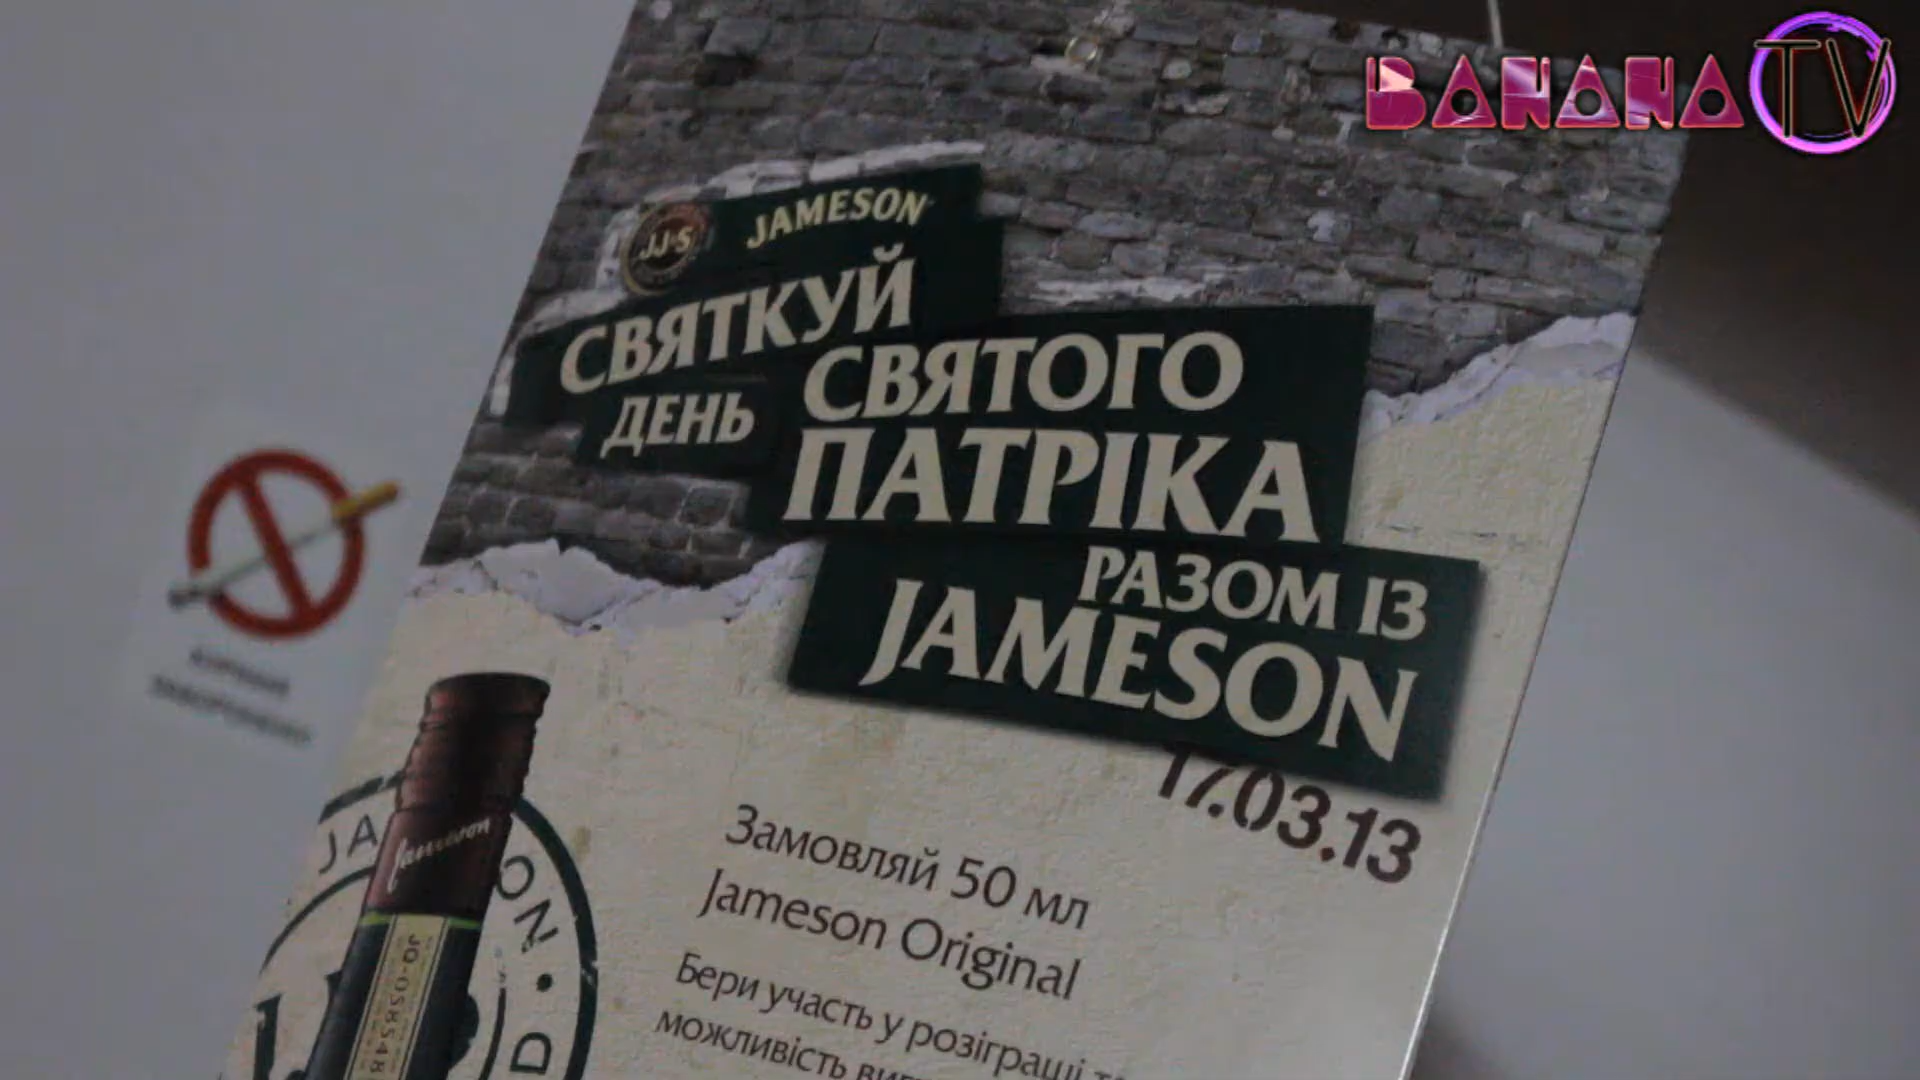 BANANA TV
JJ&S
JAMESON
СВЯТКУЙ
ДЕНЬ
СВЯТОГО
ПАТРІКА
РАЗОМ ІЗ
JAMESON
17.03.13
Замовляй 50 мл
Jameson Original
Бери участь у розіграші
можливість
Jameson